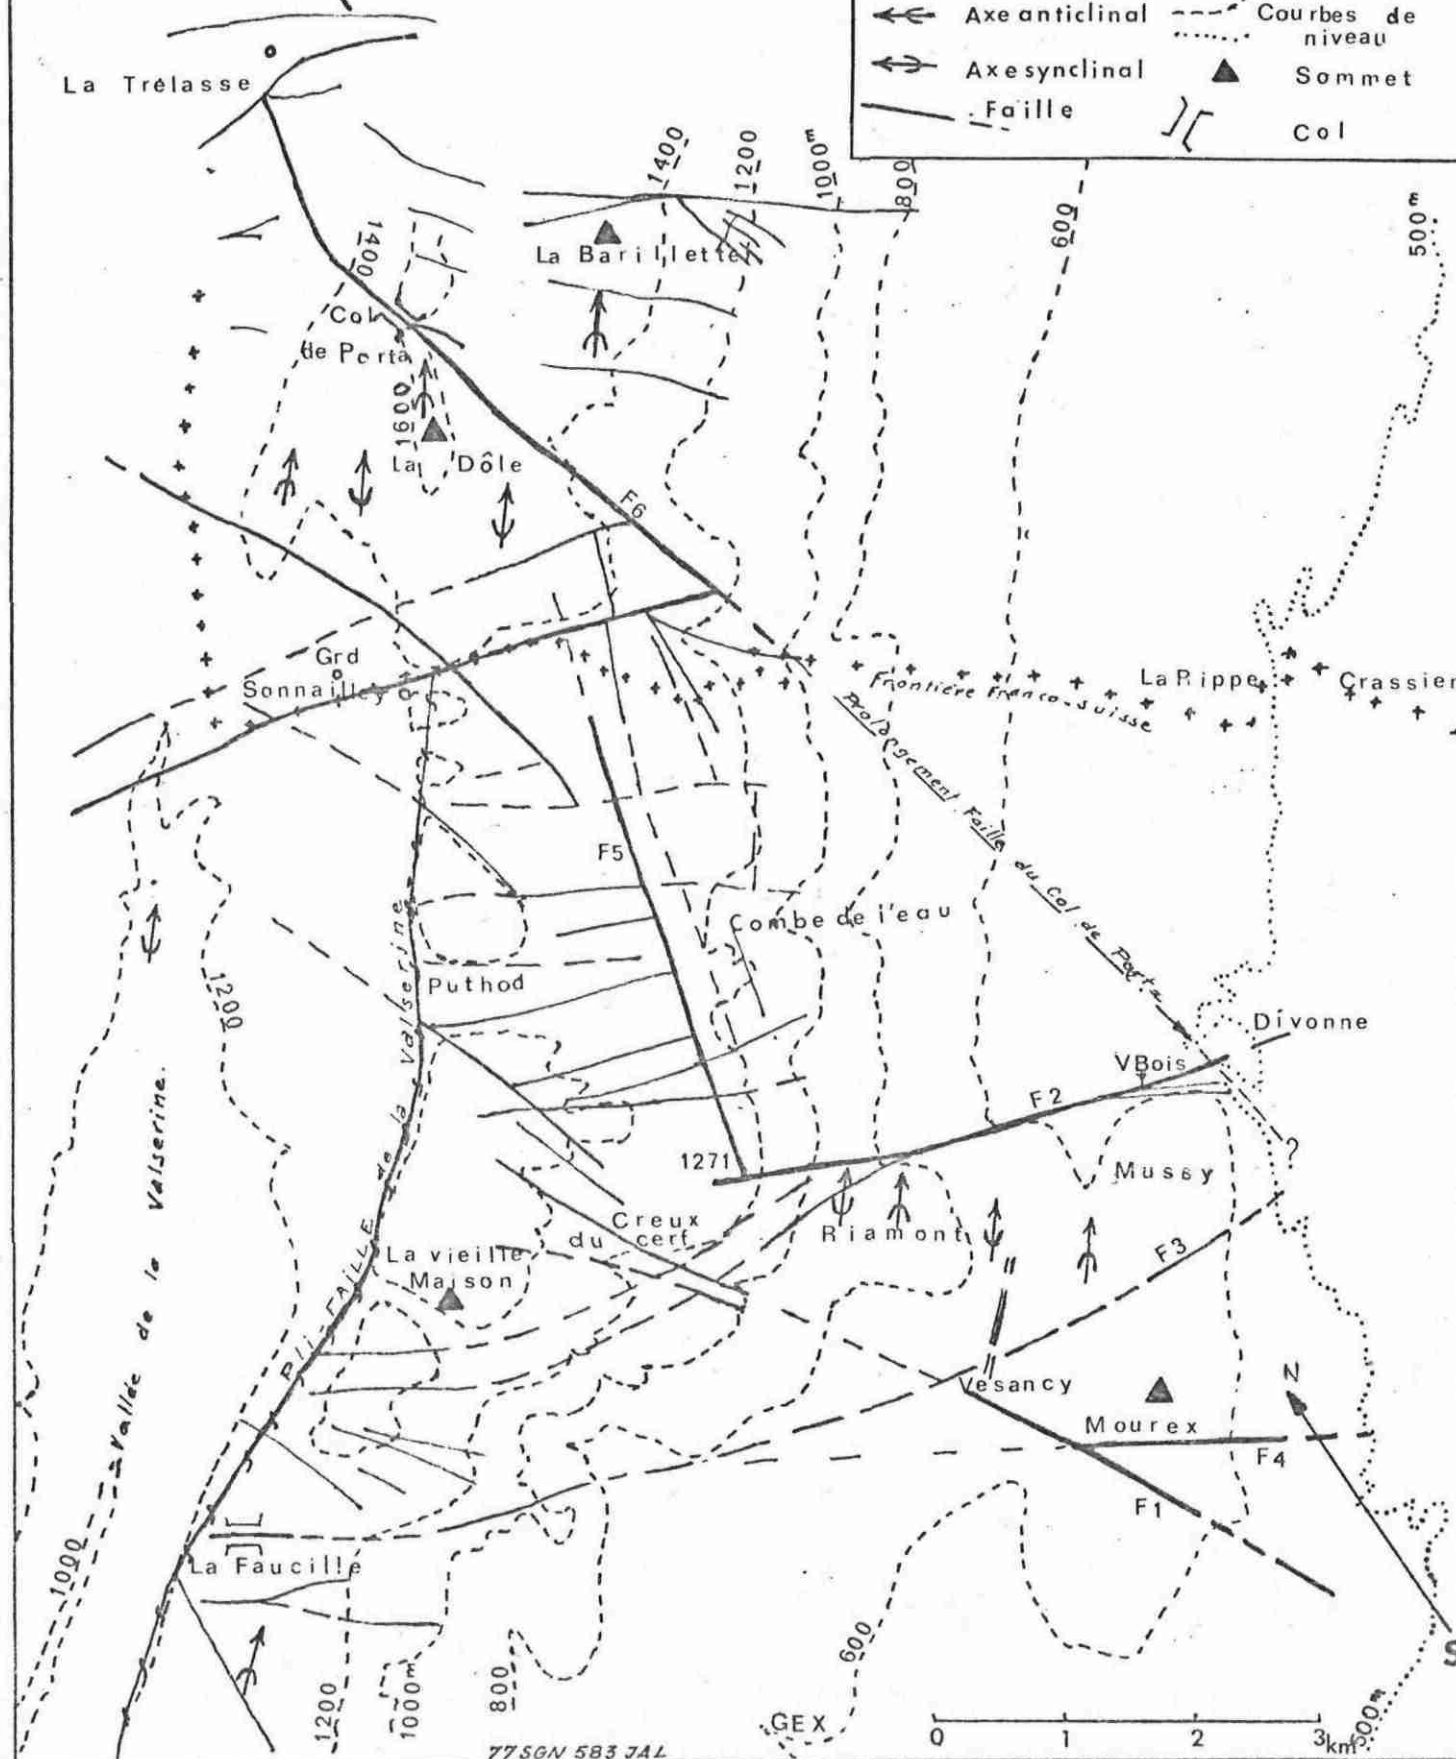 Axe anticlinal
Courbes de
niveau
Axe synclinal
Sommet
Faille
Col
La Trélasse
1400
1200
1000m
800
600
500m
La Barillette
1400
Col
de Porta
1600
La Dôle
F6
Grd
Sonnailley
Frontière Franco-suisse
La Rippe
Crassier
Prolongement Faille du Col de Porta
F5
Combe de l'eau
Puthod
1200
Divonne
V Bois
F2
1271
Mussy
?
Creux
du cerf
Riamont
La vieille
Maison
F3
PLI-FAILLE de la Valserine
Vallée de la Valserine.
Vesancy
Mourex
N
F4
F1
La Faucille
1000
1200
1000m
800
600
GEX
0 1 2 3km
S
77 SGN 583 JAL